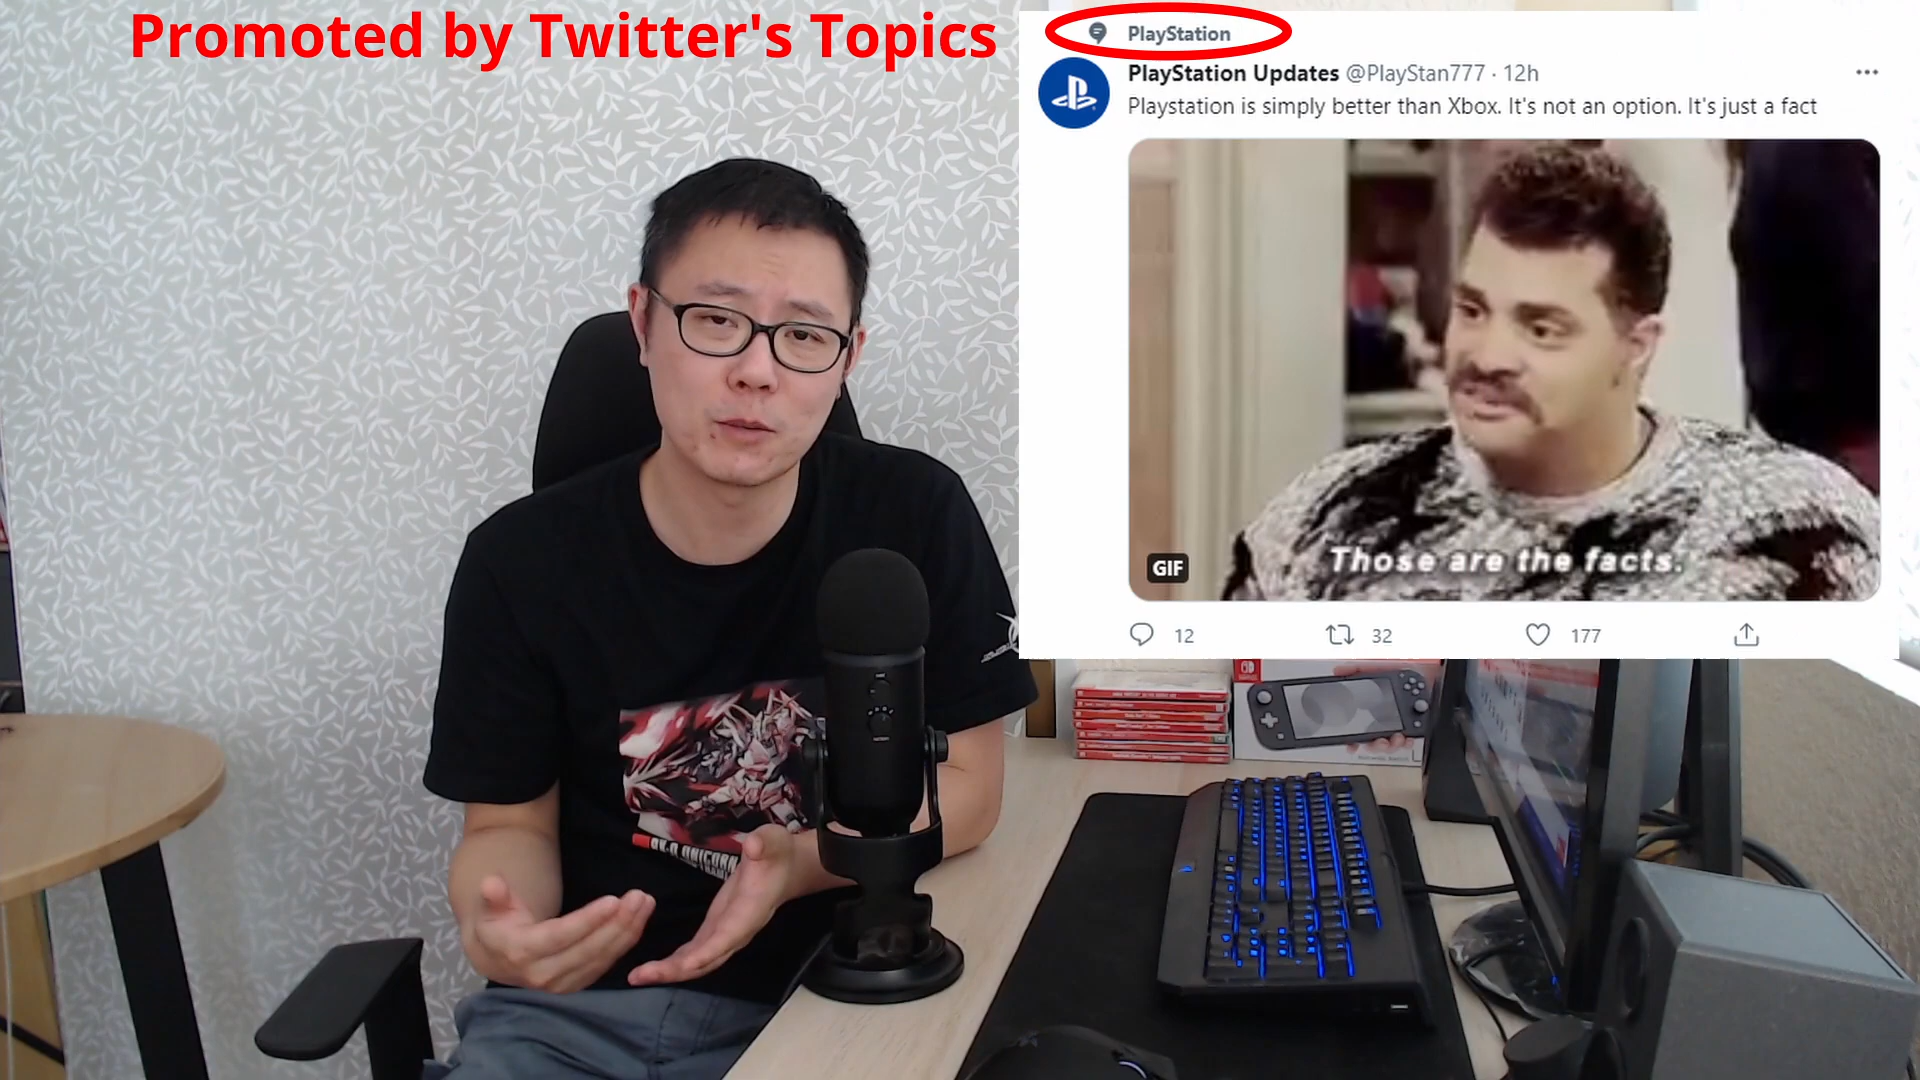 Promoted by Twitter's Topics
PlayStation
PlayStation Updates @PlayStan777 · 12h
Playstation is simply better than Xbox. It's not an option. It's just a fact
Those are the facts.
GIF
12 32 177
UNICORN